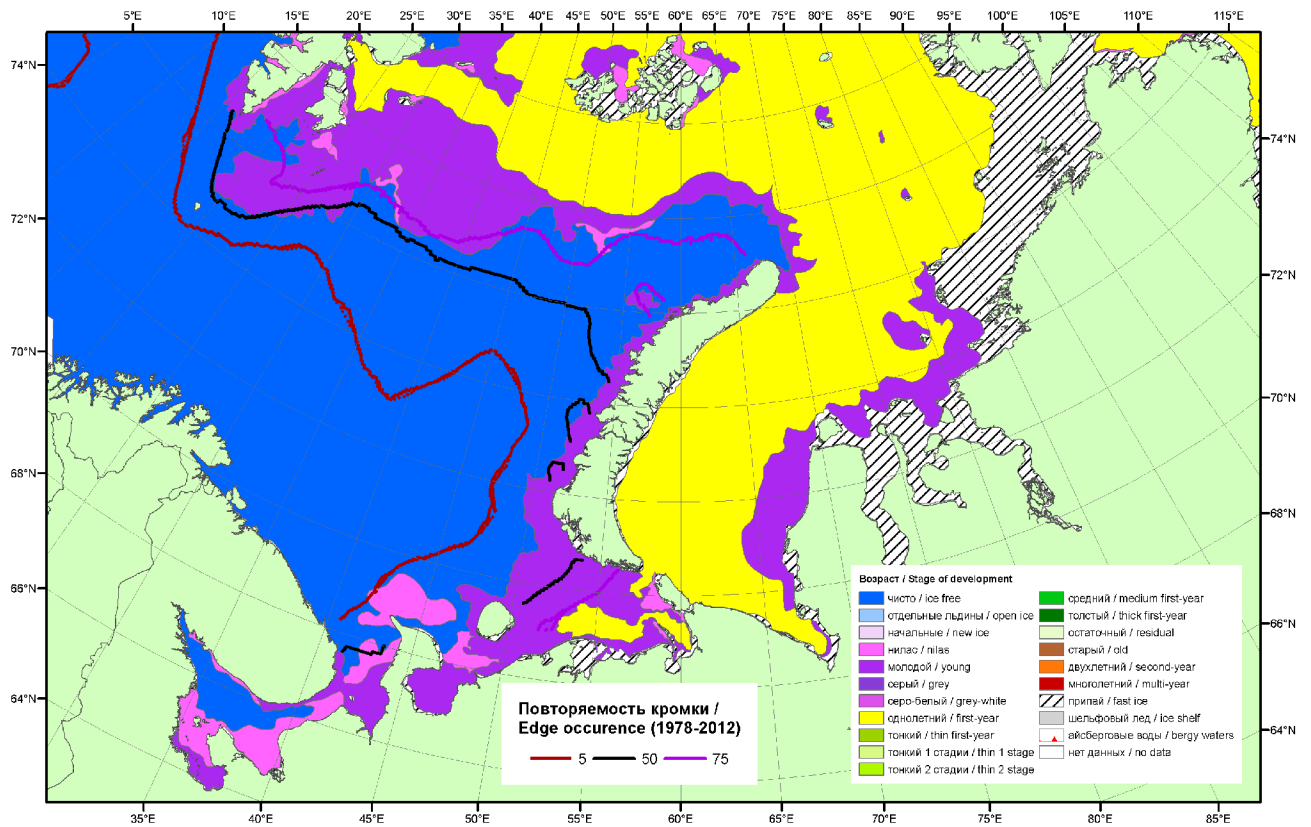 5°E 10°E 15°E 20°E 25°E 30°E 35°E 40°E 45°E 50°E 55°E 60°E 65°E 70°E 75°E 80°E 85°E 90°E 95°E 100°E 105°E 110°E 115°E
74°N 74°N
72°N 72°N
70°N 70°N
68°N 68°N
66°N 66°N
64°N 64°N
Возраст / Stage of development
чисто / ice free
отдельные льдины / open ice
начальные / new ice
нилас / nilas
молодой / young
серый / grey
серо-белый / grey-white
однолетний / first-year
тонкий / thin first-year
тонкий 1 стадии / thin 1 stage
тонкий 2 стадии / thin 2 stage
средний / medium first-year
толстый / thick first-year
остаточный / residual
старый / old
двухлетний / second-year
многолетний / multi-year
припай / fast ice
шельфовый лед / ice shelf
айсберговые воды / bergy waters
нет данных / no data
Повторяемость кромки /
Edge occurence (1978-2012)
5 50 75
35°E 40°E 45°E 50°E 55°E 60°E 65°E 70°E 75°E 80°E 85°E